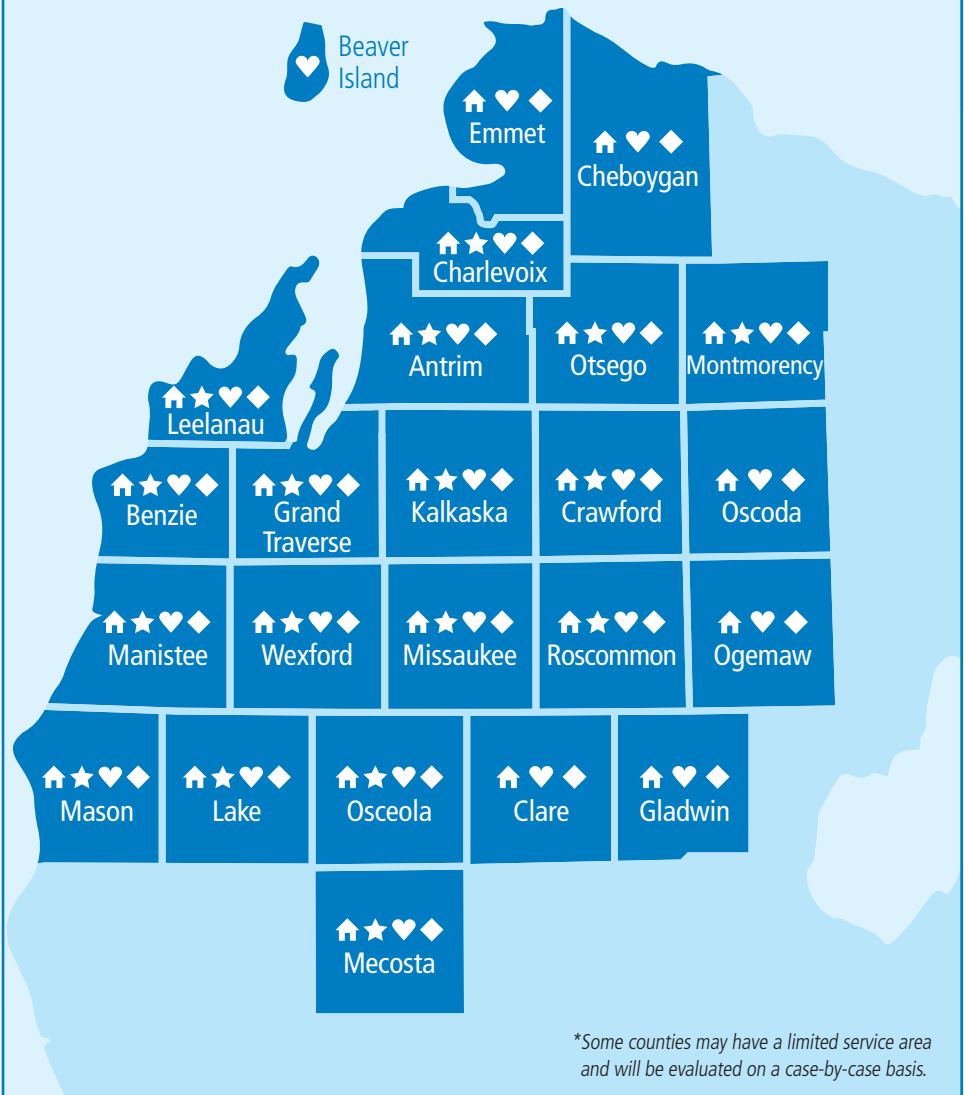 Beaver
Island
Emmet
Cheboygan
Charlevoix
Antrim
Otsego
Montmorency
Leelanau
Benzie
Grand
Traverse
Kalkaska
Crawford
Oscoda
Manistee
Wexford
Missaukee
Roscommon
Ogemaw
Mason
Lake
Osceola
Clare
Gladwin
Mecosta
*Some counties may have a limited service area
and will be evaluated on a case-by-case basis.